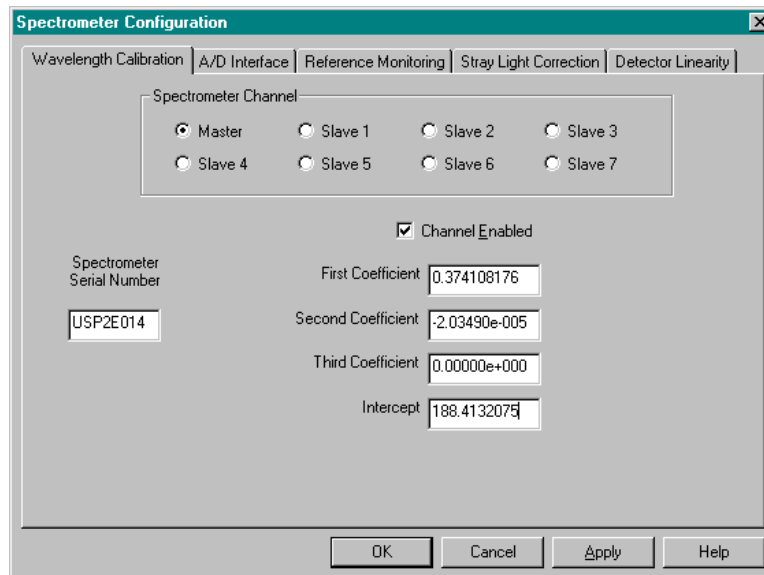 Spectrometer Configuration
Wavelength Calibration A/D Interface Reference Monitoring Stray Light Correction Detector Linearity
Spectrometer Channel
Master Slave 1 Slave 2 Slave 3
Slave 4 Slave 5 Slave 6 Slave 7
Channel Enabled
Spectrometer
Serial Number
USP2E014
First Coefficient 0.374108176
Second Coefficient -2.03490e-005
Third Coefficient 0.00000e+000
Intercept 188.4132075
OK Cancel Apply Help